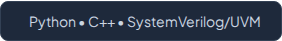 Python • C++ • SystemVerilog/UVM